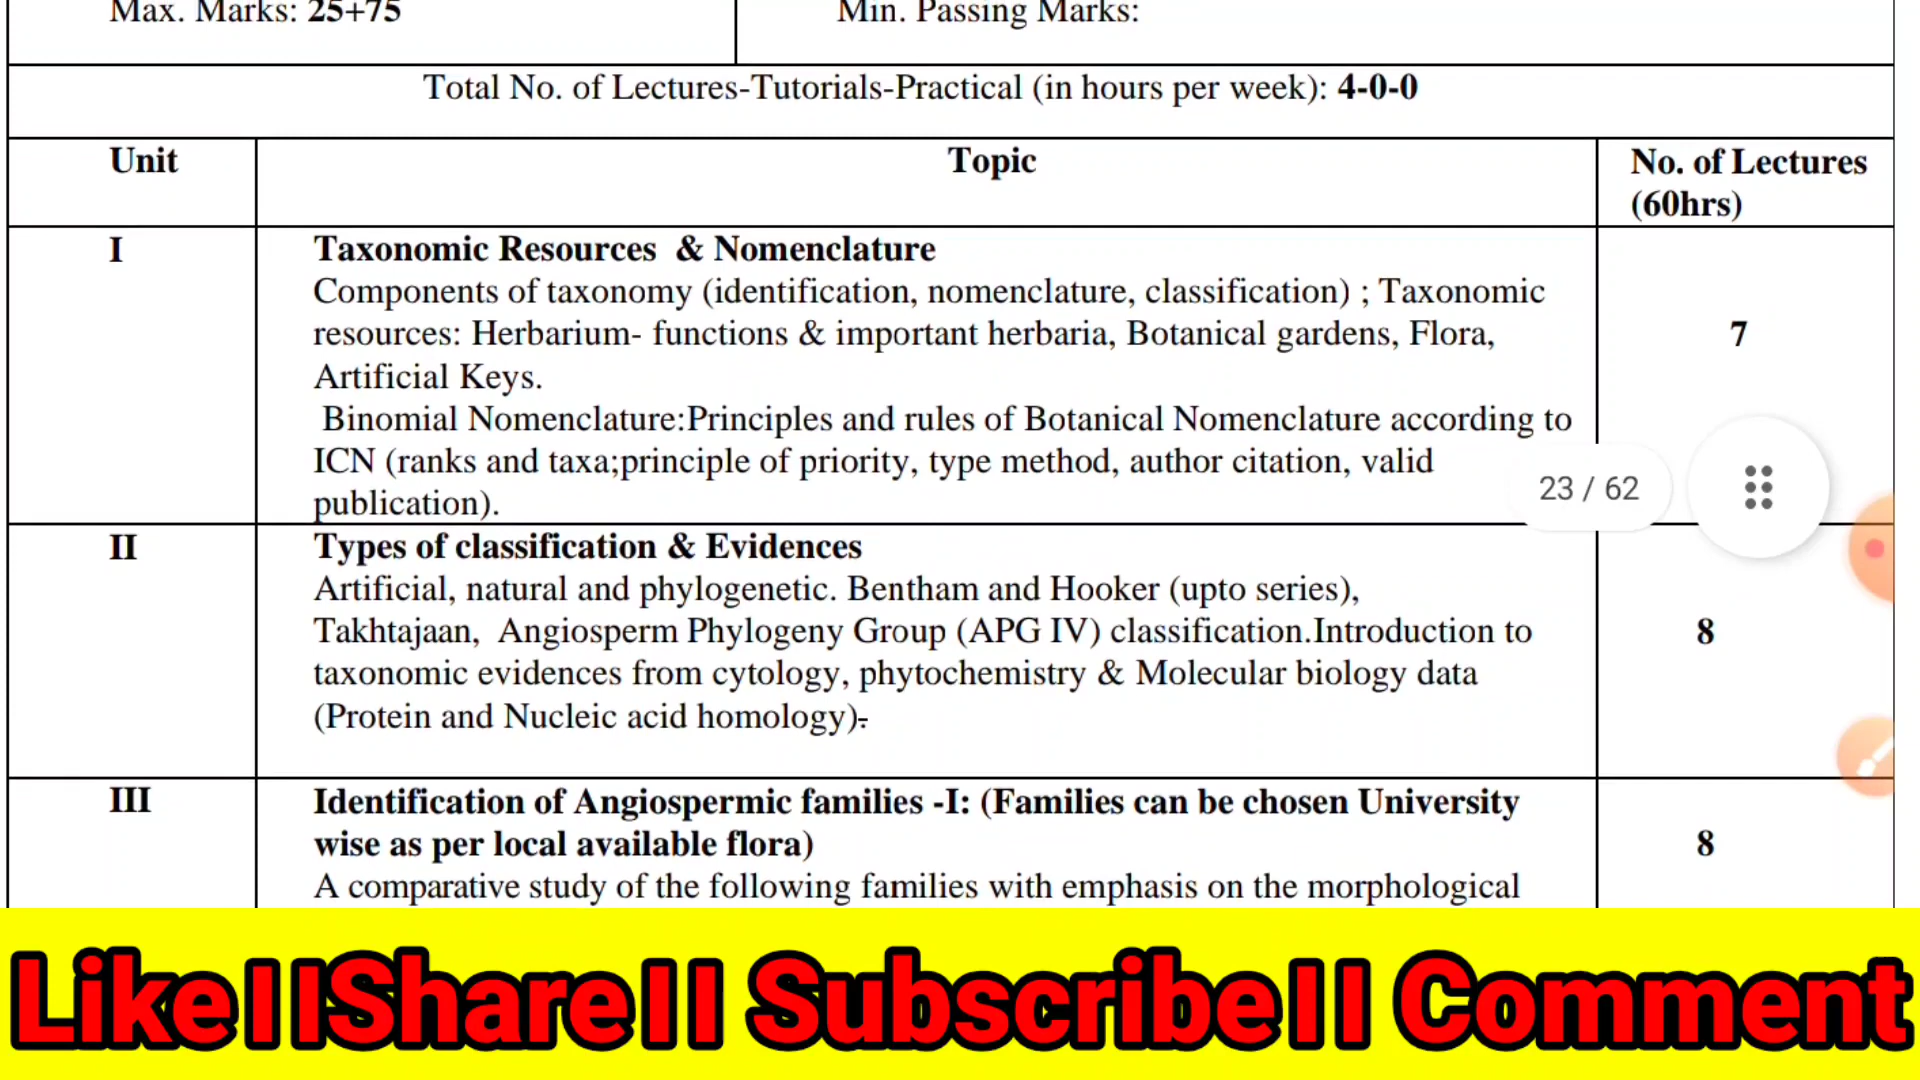 Max. Marks: 25+75
Min. Passing Marks:
Total No. of Lectures-Tutorials-Practical (in hours per week): 4-0-0
Unit
Topic
No. of Lectures
(60hrs)
I
Taxonomic Resources & Nomenclature
Components of taxonomy (identification, nomenclature, classification) ; Taxonomic
resources: Herbarium- functions & important herbaria, Botanical gardens, Flora,
Artificial Keys.
Binomial Nomenclature:Principles and rules of Botanical Nomenclature according to
ICN (ranks and taxa;principle of priority, type method, author citation, valid
publication).
7
23 / 62
II
Types of classification & Evidences
Artificial, natural and phylogenetic. Bentham and Hooker (upto series),
Takhtajaan, Angiosperm Phylogeny Group (APG IV) classification.Introduction to
taxonomic evidences from cytology, phytochemistry & Molecular biology data
(Protein and Nucleic acid homology).
8
III
Identification of Angiospermic families -I: (Families can be chosen University
wise as per local available flora)
A comparative study of the following families with emphasis on the morphological
8
Like||Share|| Subscribe|| Comment